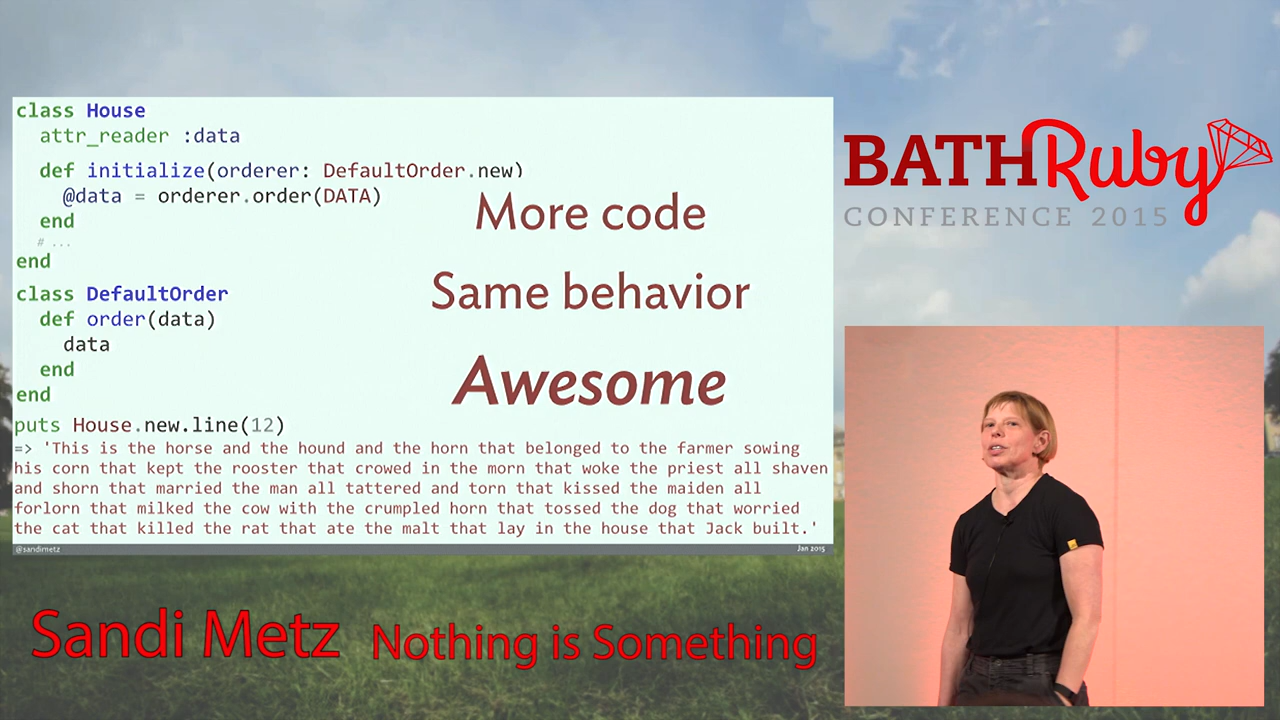 class House
attr_reader :data
def initialize(orderer: DefaultOrder.new)
@data = orderer.order(DATA)
end
# ...
end
class DefaultOrder
def order(data)
data
end
end
puts House.new.line(12)
=> 'This is the horse and the hound and the horn that belonged to the farmer sowing
his corn that kept the rooster that crowed in the morn that woke the priest all shaven
and shorn that married the man all tattered and torn that kissed the maiden all
forlorn that milked the cow with the crumpled horn that tossed the dog that worried
the cat that killed the rat that ate the malt that lay in the house that Jack built.'
More code
Same behavior
Awesome
@sandimetz
Jan 2015
BATHRuby
CONFERENCE 2015
Sandi Metz
Nothing is Something